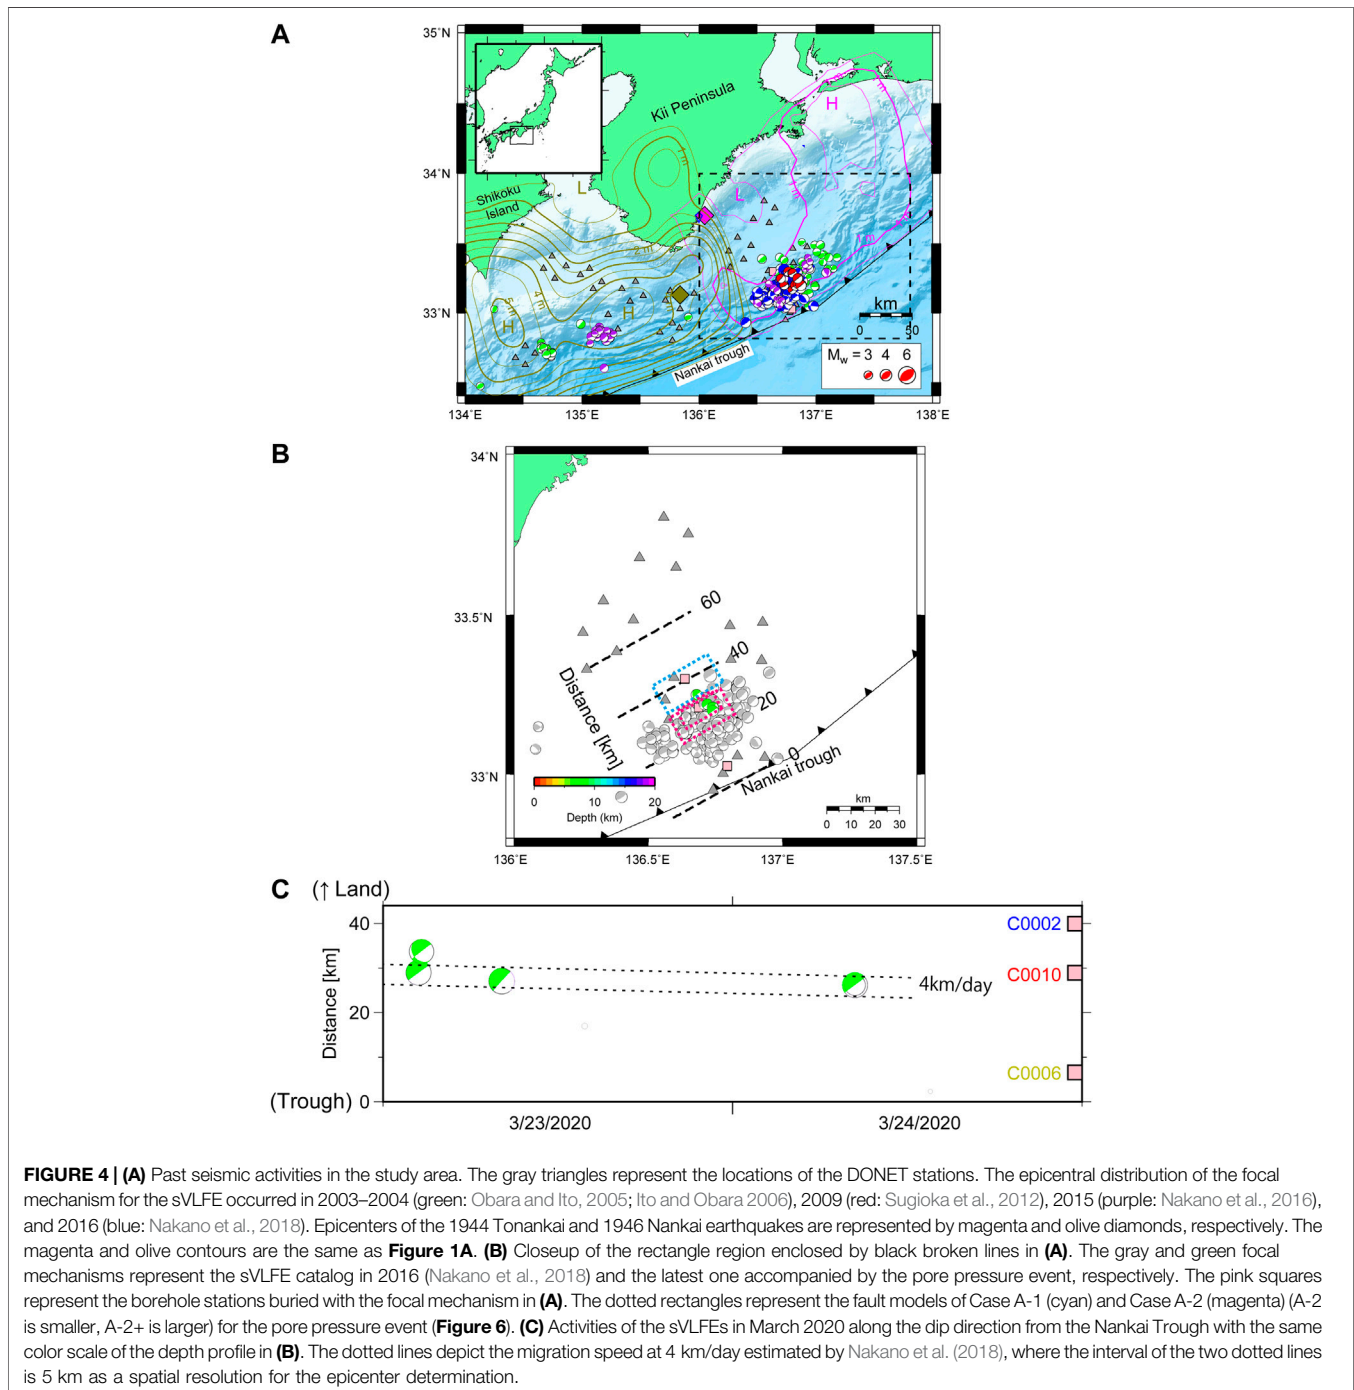 A
35°N
34°N
33°N
134°E
135°E
136°E
137°E
138°E
Kii Peninsula
Shikoku
Island
L
H
L
H
H
1 m
2 m
4 m
5 m
1 m
km
0 50
Mw = 3 4 6
Nankai trough
B
34°N
33.5°N
33°N
136°E
136.5°E
137°E
137.5°E
60
40
20
0
Distance [km]
Nankai trough
0 10 20
Depth (km)
km
0 10 20 30
C (↑ Land)
40
20
(Trough) 0
Distance [km]
C0002
C0010
4km/day
C0006
3/23/2020
3/24/2020
FIGURE 4 | (A) Past seismic activities in the study area. The gray triangles represent the locations of the DONET stations. The epicentral distribution of the focal
mechanism for the sVLFE occurred in 2003–2004 (green: Obara and Ito, 2005; Ito and Obara 2006), 2009 (red: Sugioka et al., 2012), 2015 (purple: Nakano et al., 2016),
and 2016 (blue: Nakano et al., 2018). Epicenters of the 1944 Tonankai and 1946 Nankai earthquakes are represented by magenta and olive diamonds, respectively. The
magenta and olive contours are the same as Figure 1A. (B) Closeup of the rectangle region enclosed by black broken lines in (A). The gray and green focal
mechanisms represent the sVLFE catalog in 2016 (Nakano et al., 2018) and the latest one accompanied by the pore pressure event, respectively. The pink squares
represent the borehole stations buried with the focal mechanism in (A). The dotted rectangles represent the fault models of Case A-1 (cyan) and Case A-2 (magenta) (A-2
is smaller, A-2+ is larger) for the pore pressure event (Figure 6). (C) Activities of the sVLFEs in March 2020 along the dip direction from the Nankai Trough with the same
color scale of the depth profile in (B). The dotted lines depict the migration speed at 4 km/day estimated by Nakano et al. (2018), where the interval of the two dotted lines
is 5 km as a spatial resolution for the epicenter determination.